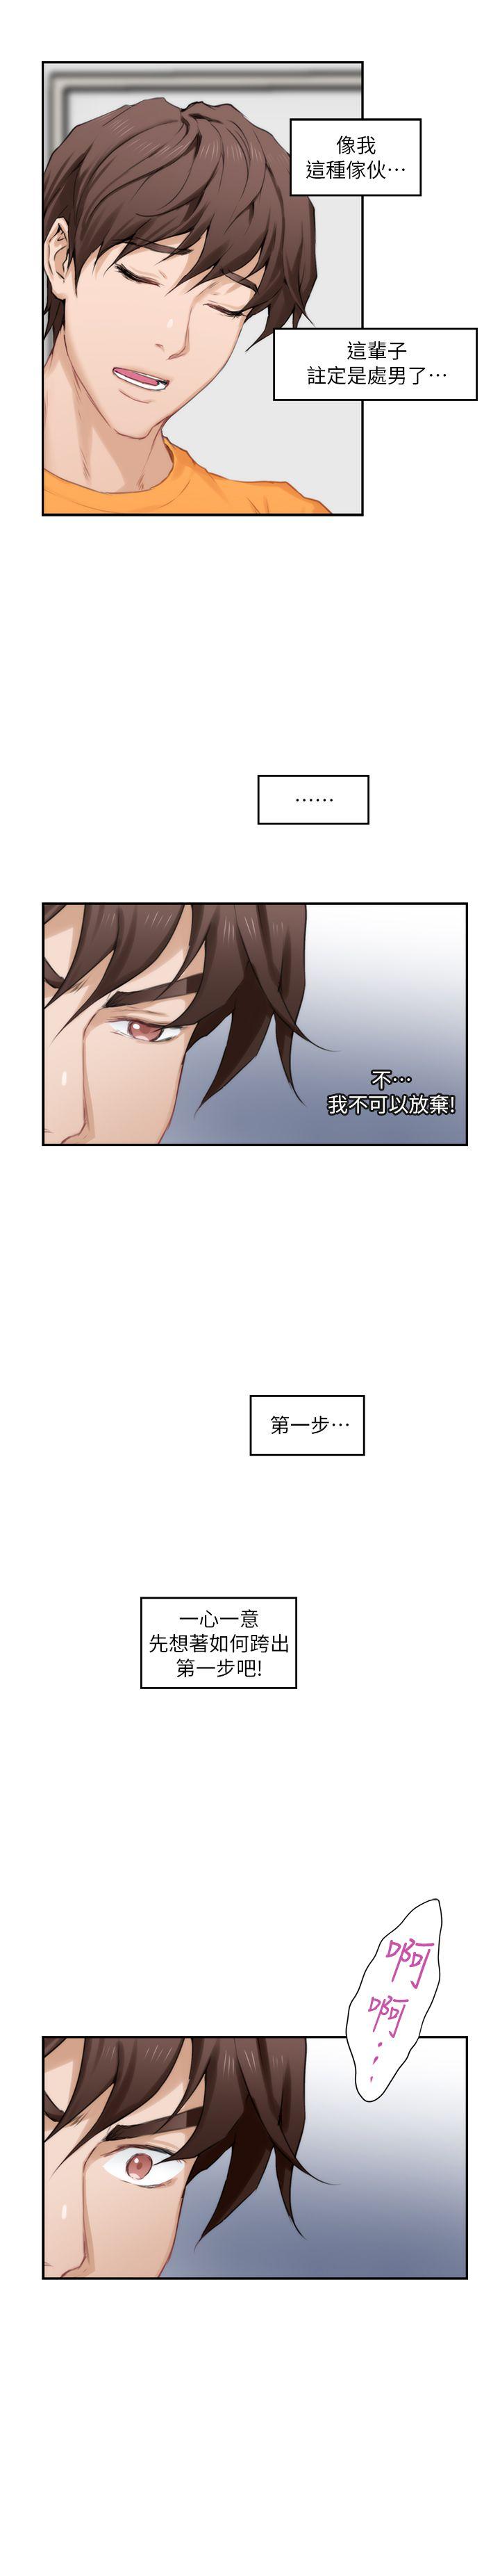 像我
這種傢伙⋯
這輩子
註定是處男了⋯
⋯⋯
不⋯
我不可以放棄!
第一步⋯
一心一意
先想著如何跨出
第一步吧!
啊
啊
⋯